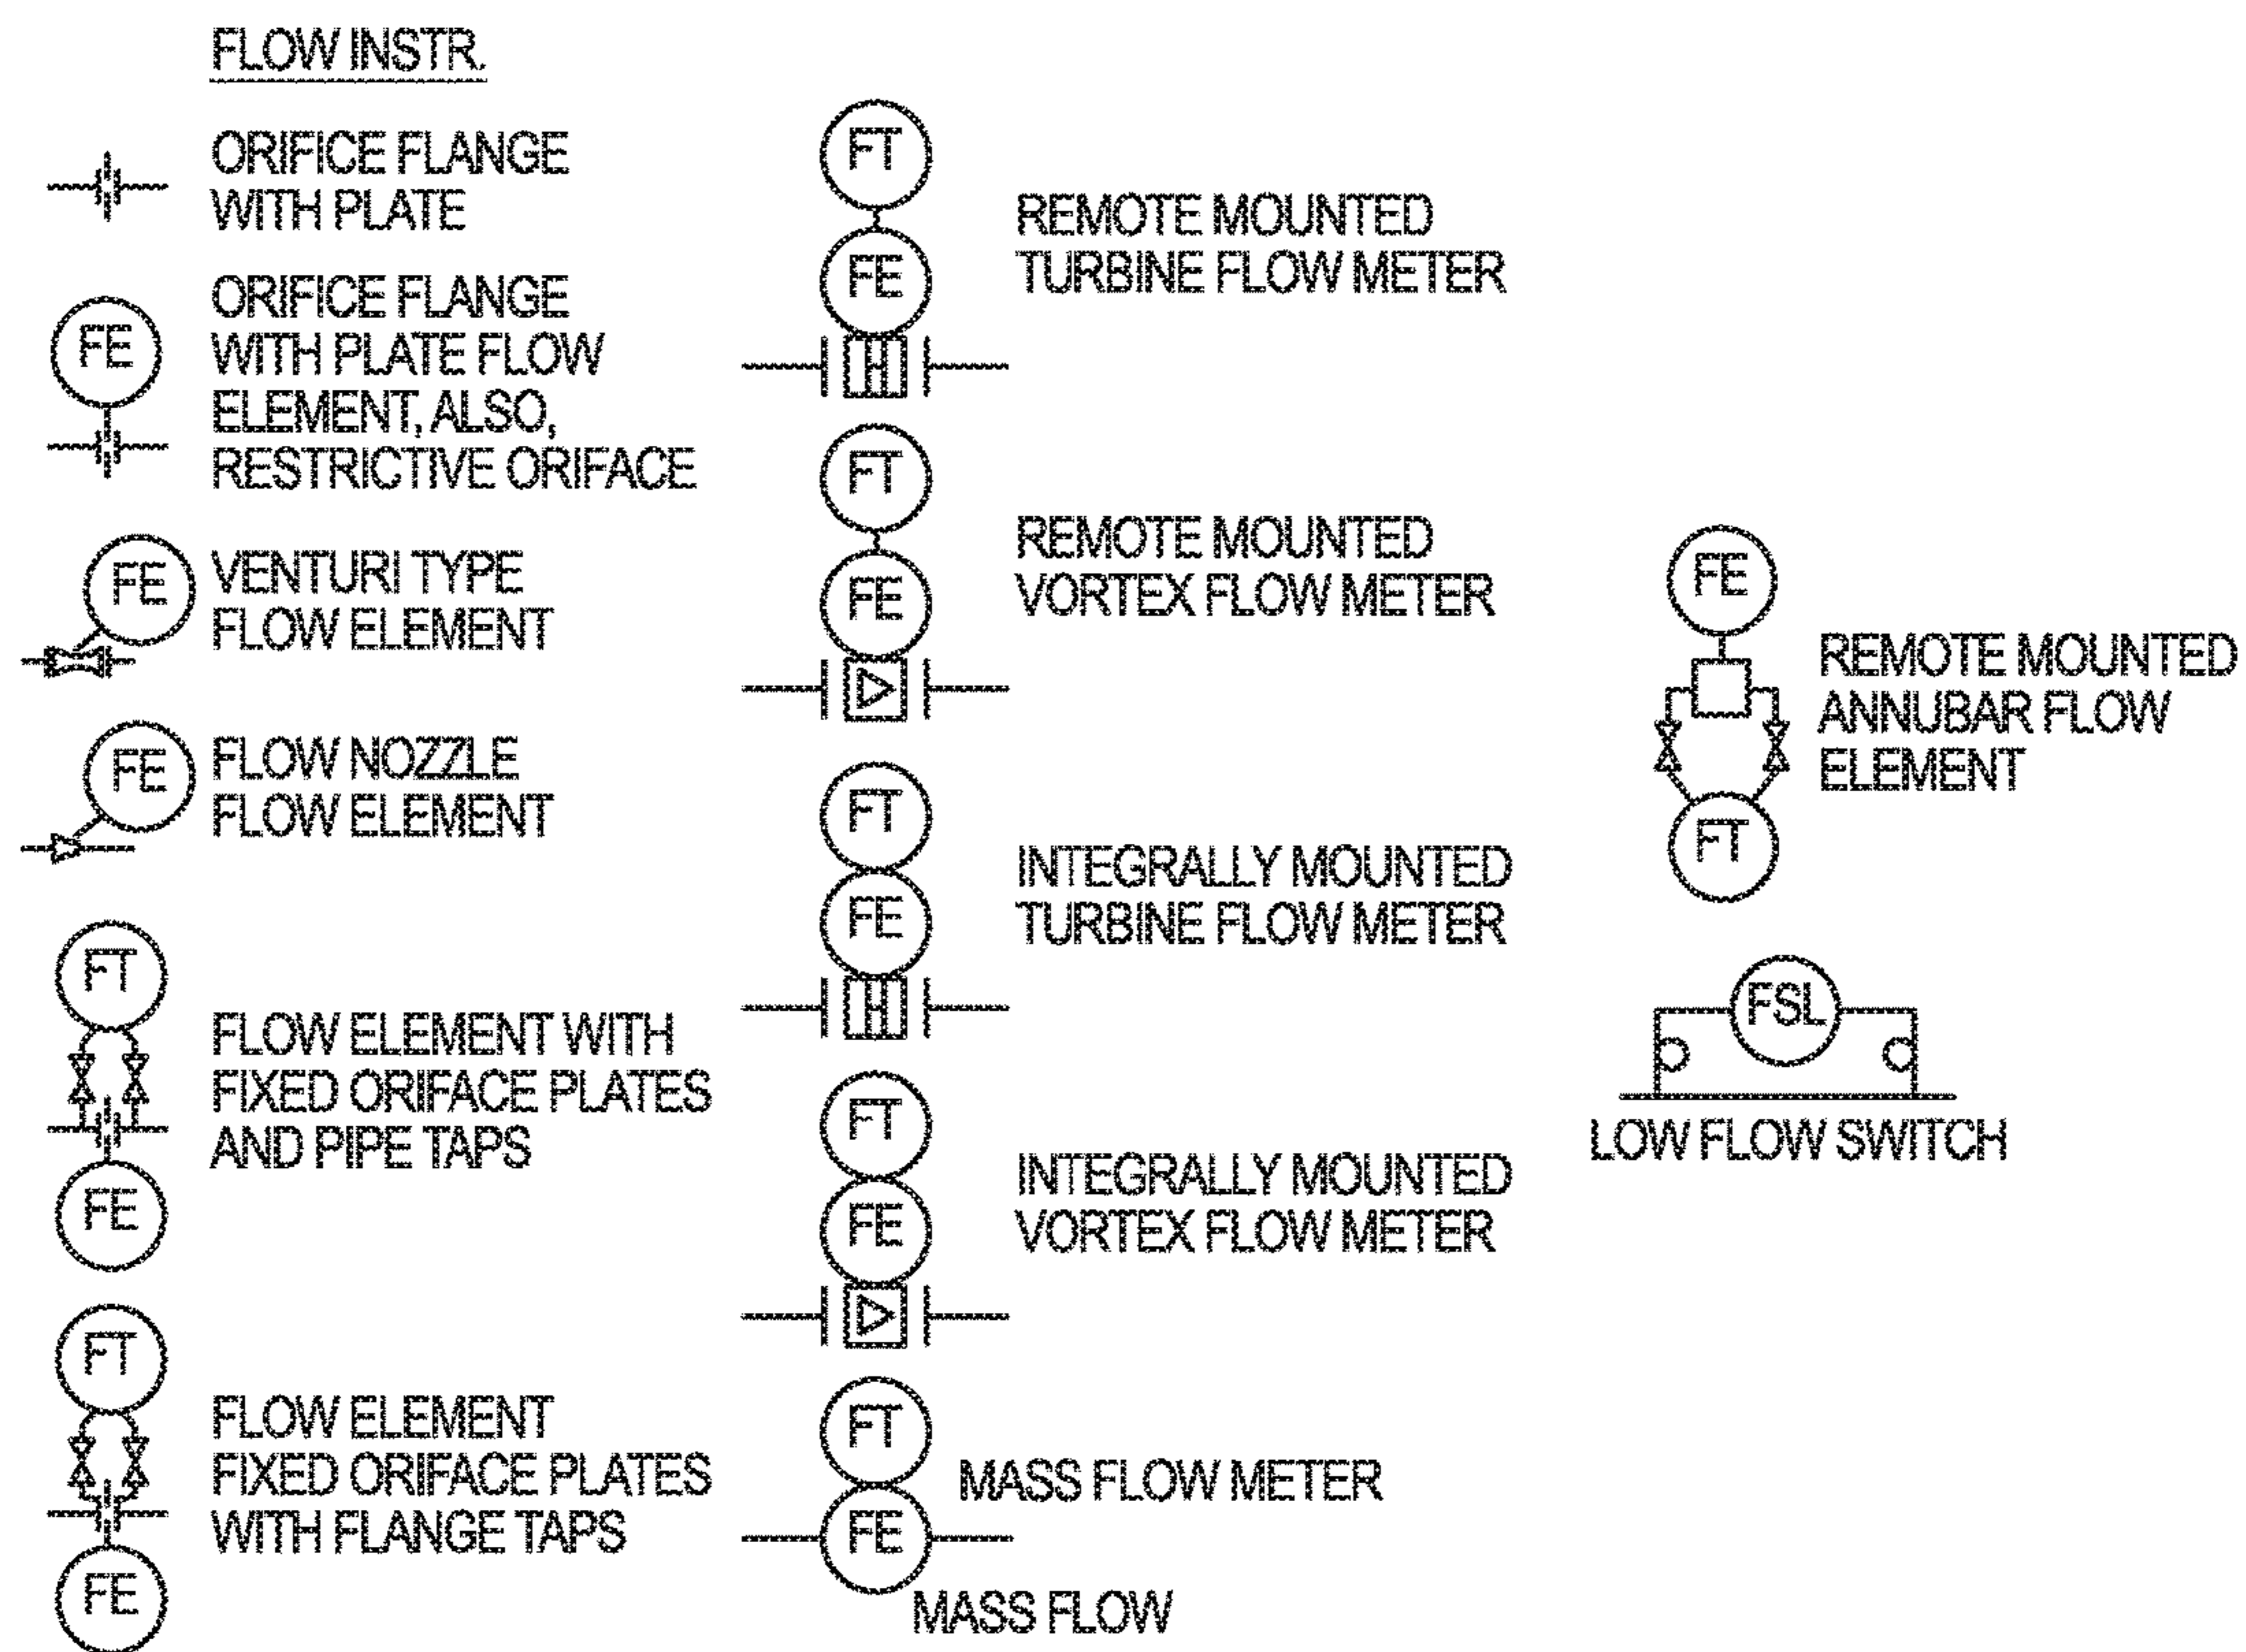 FLOW INSTR.
ORIFICE FLANGE
WITH PLATE
FE
ORIFICE FLANGE
WITH PLATE FLOW
ELEMENT, ALSO,
RESTRICTIVE ORIFACE
FE
VENTURI TYPE
FLOW ELEMENT
FE
FLOW NOZZLE
FLOW ELEMENT
FT
FLOW ELEMENT WITH
FIXED ORIFACE PLATES
AND PIPE TAPS
FE
FT
FLOW ELEMENT
FIXED ORIFACE PLATES
WITH FLANGE TAPS
FE
FT
FE
REMOTE MOUNTED
TURBINE FLOW METER
FT
FE
REMOTE MOUNTED
VORTEX FLOW METER
FT
FE
INTEGRALLY MOUNTED
TURBINE FLOW METER
FT
FE
INTEGRALLY MOUNTED
VORTEX FLOW METER
FT
MASS FLOW METER
FE
MASS FLOW
FE
REMOTE MOUNTED
ANNUBAR FLOW
ELEMENT
FT
FSL
LOW FLOW SWITCH